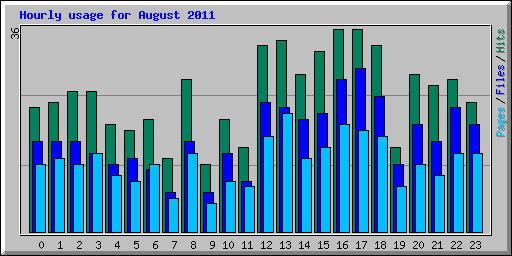 Hourly usage for August 2011
36
Pages / Files / Hits
0 1 2 3 4 5 6 7 8 9 10 11 12 13 14 15 16 17 18 19 20 21 22 23